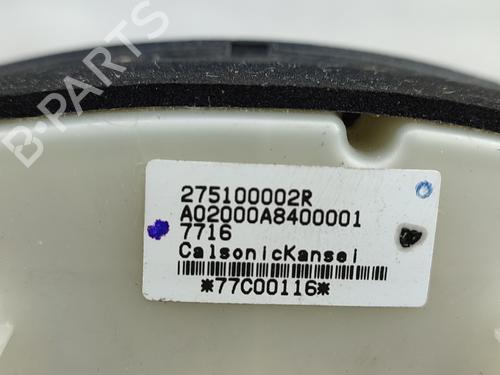 B-PARTS
275100002R
A02000A8400001
7716
CalsonicKansei
*77C00116*